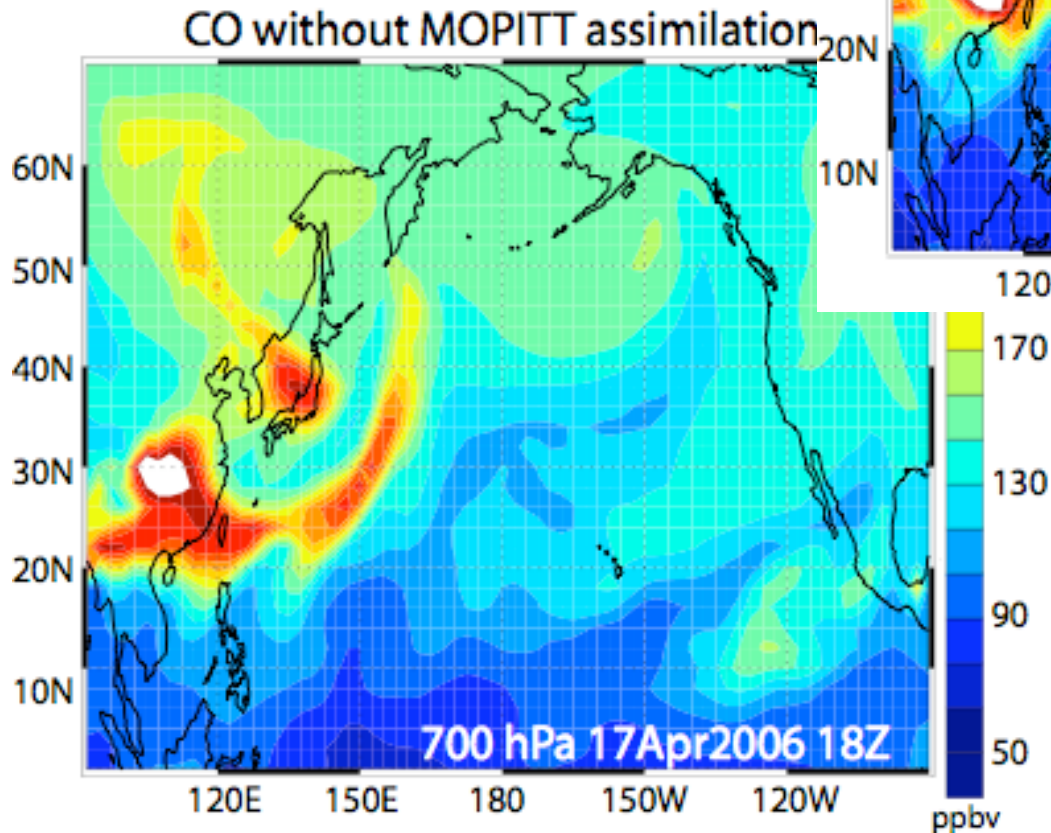 CO without MOPITT assimilation
20N
10N
120
60N
50N
40N
30N
20N
10N
170
130
90
50
700 hPa 17Apr2006 18Z
120E 150E 180 150W 120W
ppbv